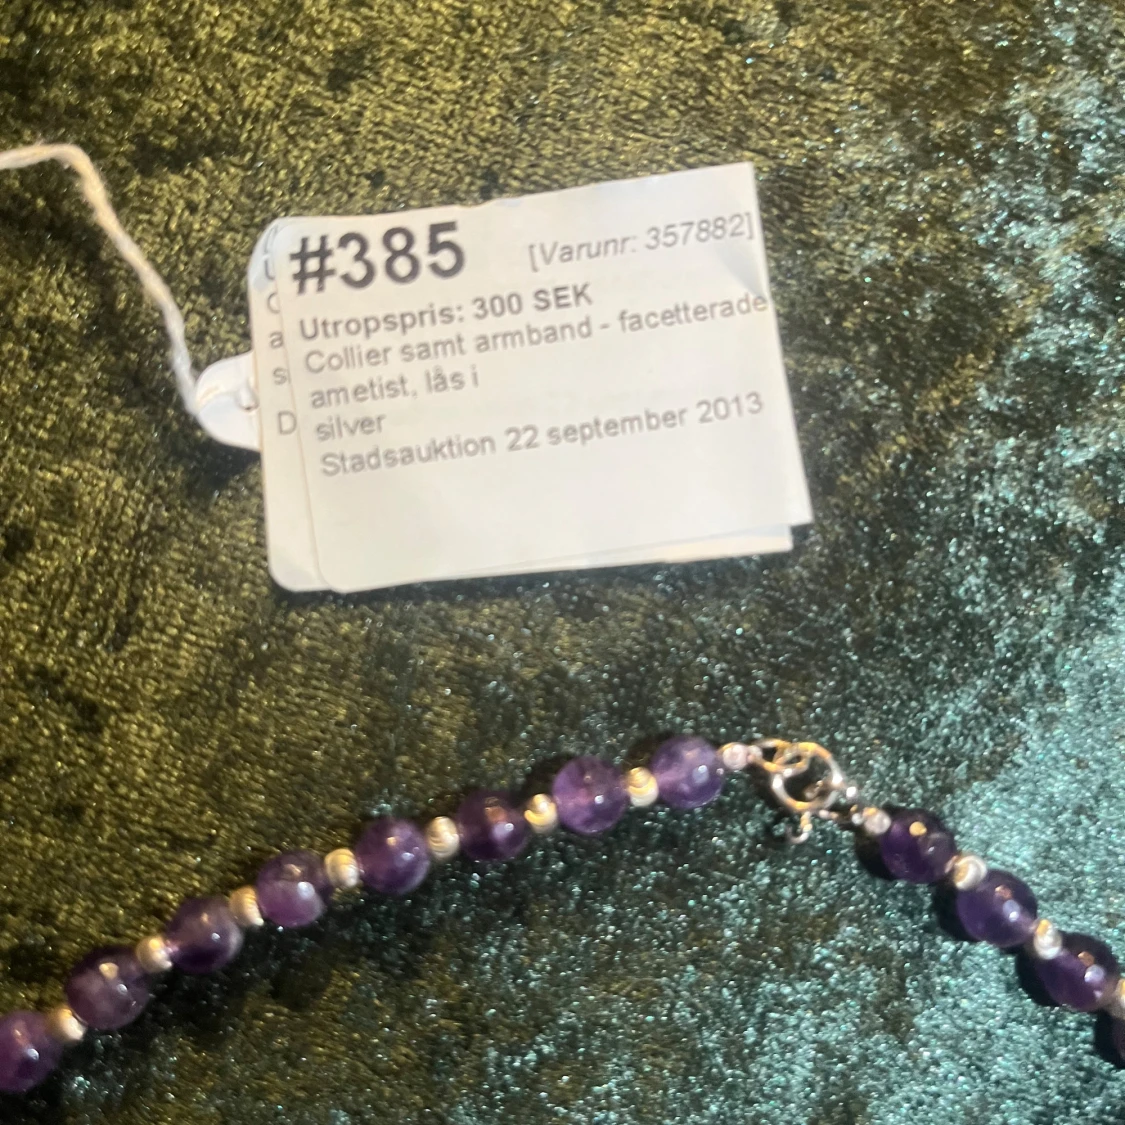 #385 [Varunr: 357882]
Utropspris: 300 SEK
Collier samt armband - facetterade
ametist, lås i
silver
Stadsauktion 22 september 2013
a
s
D